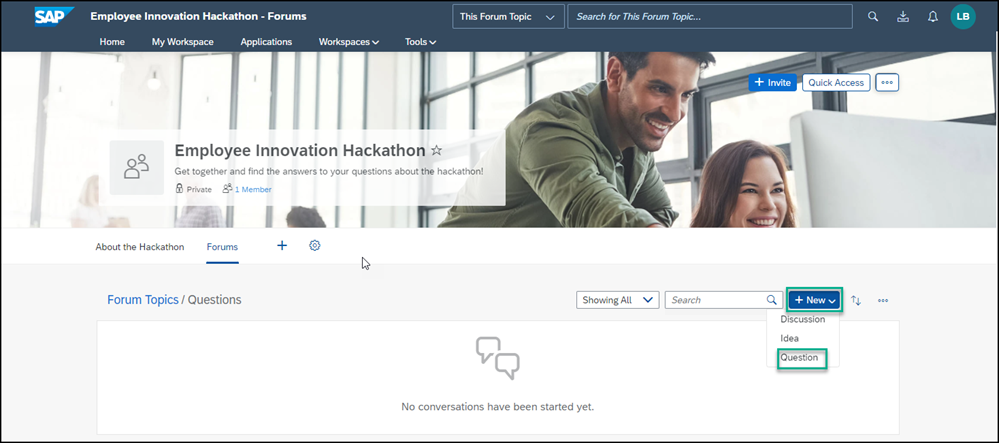 SAP Employee Innovation Hackathon - Forums This Forum Topic Search for This Forum Topic... LB
Home My Workspace Applications Workspaces Tools
+ Invite Quick Access
Employee Innovation Hackathon
Get together and find the answers to your questions about the hackathon!
Private 1 Member
About the Hackathon Forums +
Forum Topics / Questions Showing All Search + New
Discussion
Idea
Question
No conversations have been started yet.